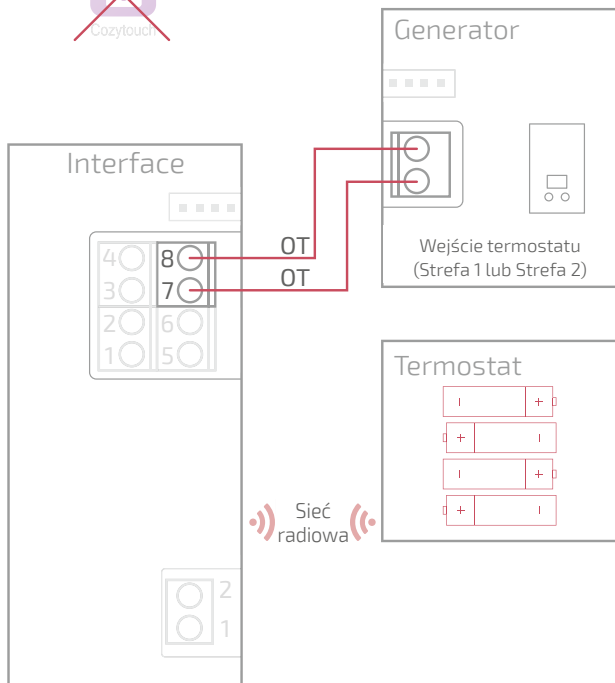 Cozytouch
Generator
Wejście termostatu
(Strefa 1 lub Strefa 2)
Interface
4 8
3 7
2 6
1 5
OT
OT
Termostat
- +
+ -
- +
+ -
Sieć
radiowa
2
1